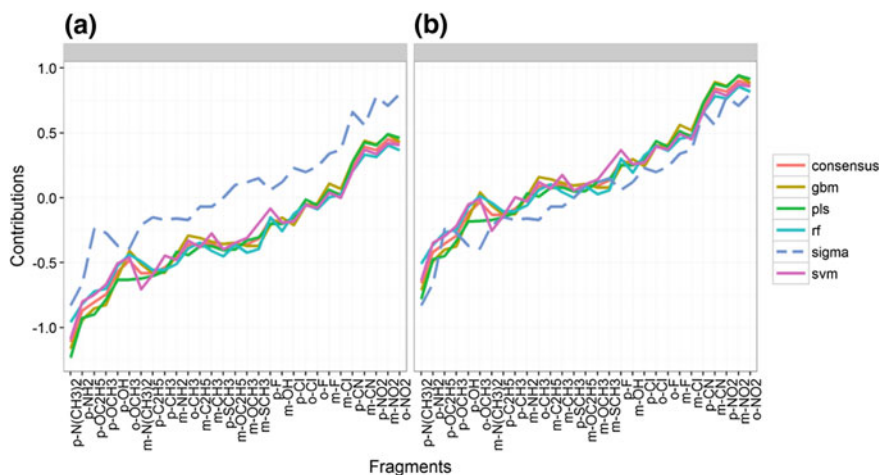 (a)
(b)
1.0
0.5
0.0
-0.5
-1.0
Contributions
p-N(CH3)2
p-NH2
p-OC2H5
p-OCH3
p-OH
o-OCH3
m-N(CH3)2
p-C2H5
p-CH3
m-NH2
o-CH3
m-C2H5
m-CH3
p-SCH3
m-OC2H5
m-OCH3
m-SCH3
p-F
m-OH
p-Cl
o-Cl
o-F
m-F
m-Cl
p-CN
m-CN
p-NO2
m-NO2
o-NO2
p-N(CH3)2
p-NH2
p-OC2H5
p-OCH3
p-OH
o-OCH3
m-N(CH3)2
p-C2H5
p-CH3
m-NH2
o-CH3
m-C2H5
m-CH3
p-SCH3
m-OC2H5
m-OCH3
m-SCH3
p-F
m-OH
p-Cl
o-Cl
o-F
m-F
m-Cl
p-CN
m-CN
p-NO2
m-NO2
o-NO2
Fragments
consensus
gbm
pls
rf
sigma
svm